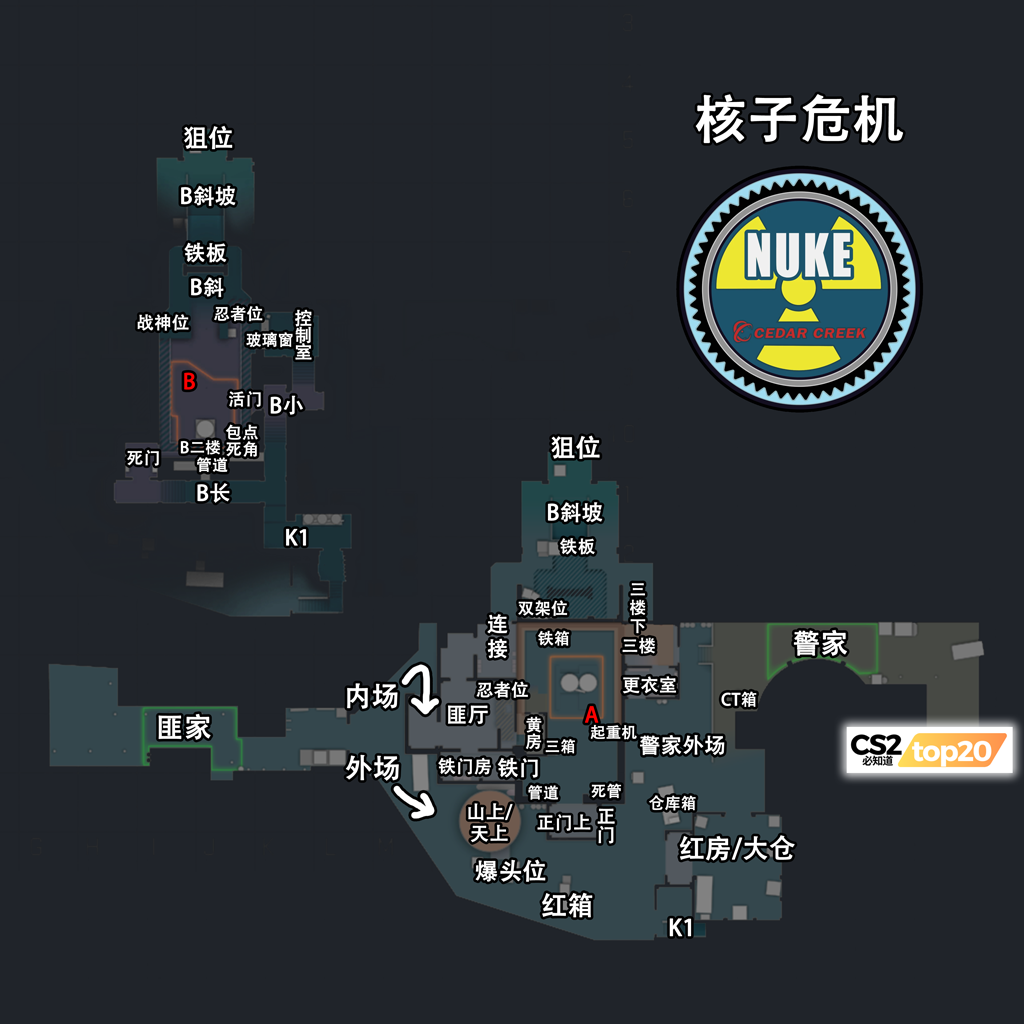 核子危机
NUKE
CEDAR CREEK
狙位
B斜坡
铁板
B斜
战神位
忍者位
玻璃窗
控制室
B
活门
B小
包点
死角
B二楼
管道
死门
B长
K1
狙位
B斜坡
铁板
双架位
三楼下
连接
铁箱
三楼
警家
更衣室
忍者位
内场
匪厅
CT箱
A
黄房
起重机
三箱
警家外场
匪家
外场
铁门房
铁门
管道
死管
仓库箱
山上/
天上
正门上
正门
红房/大仓
爆头位
红箱
K1
CS2
必知道
top20